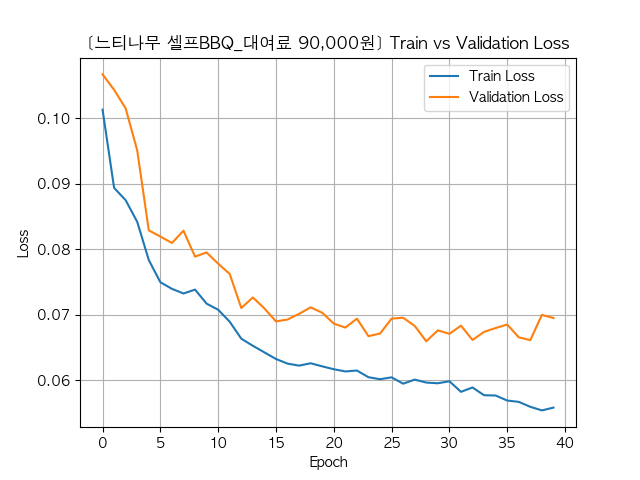 [느티나무 셀프BBQ_대여료 90,000원] Train vs Validation Loss
Train Loss
Validation Loss
Loss
0.10
0.09
0.08
0.07
0.06
0 5 10 15 20 25 30 35 40
Epoch